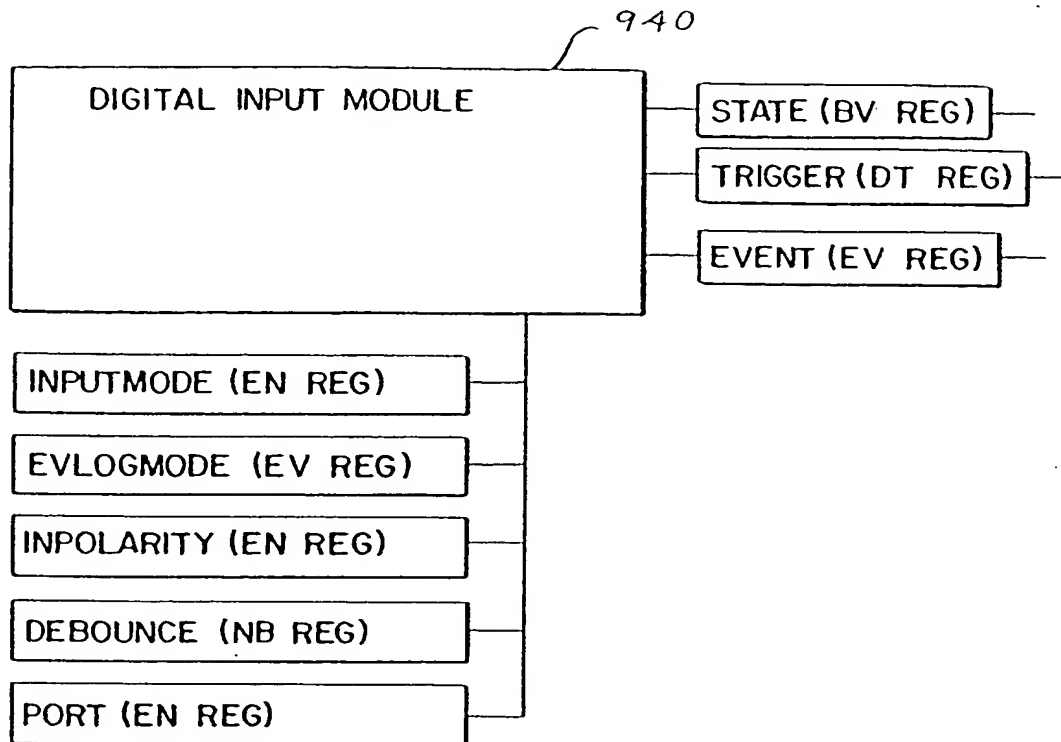 940
DIGITAL INPUT MODULE
STATE (BV REG)
TRIGGER (DT REG)
EVENT (EV REG)
INPUTMODE (EN REG)
EVLOGMODE (EV REG)
INPOLARITY (EN REG)
DEBOUNCE (NB REG)
PORT (EN REG)